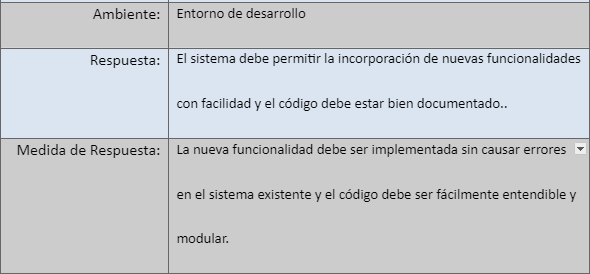 Ambiente: Entorno de desarrollo
Respuesta: El sistema debe permitir la incorporación de nuevas funcionalidades
con facilidad y el código debe estar bien documentado..
Medida de Respuesta: La nueva funcionalidad debe ser implementada sin causar errores
en el sistema existente y el código debe ser fácilmente entendible y
modular.